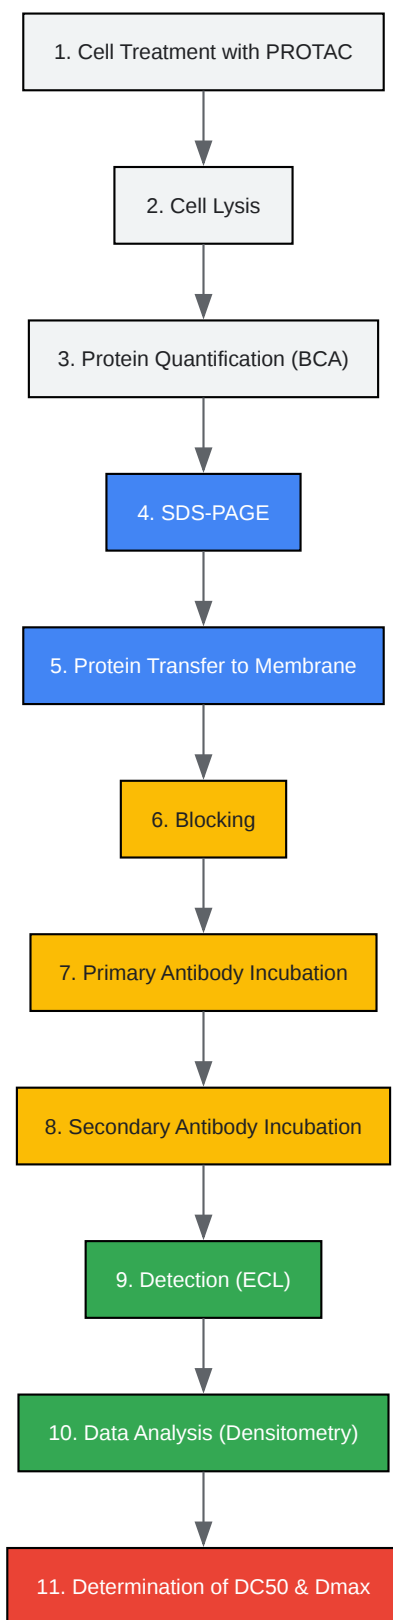 1. Cell Treatment with PROTAC
2. Cell Lysis
3. Protein Quantification (BCA)
4. SDS-PAGE
5. Protein Transfer to Membrane
6. Blocking
7. Primary Antibody Incubation
8. Secondary Antibody Incubation
9. Detection (ECL)
10. Data Analysis (Densitometry)
11. Determination of DC50 & Dmax